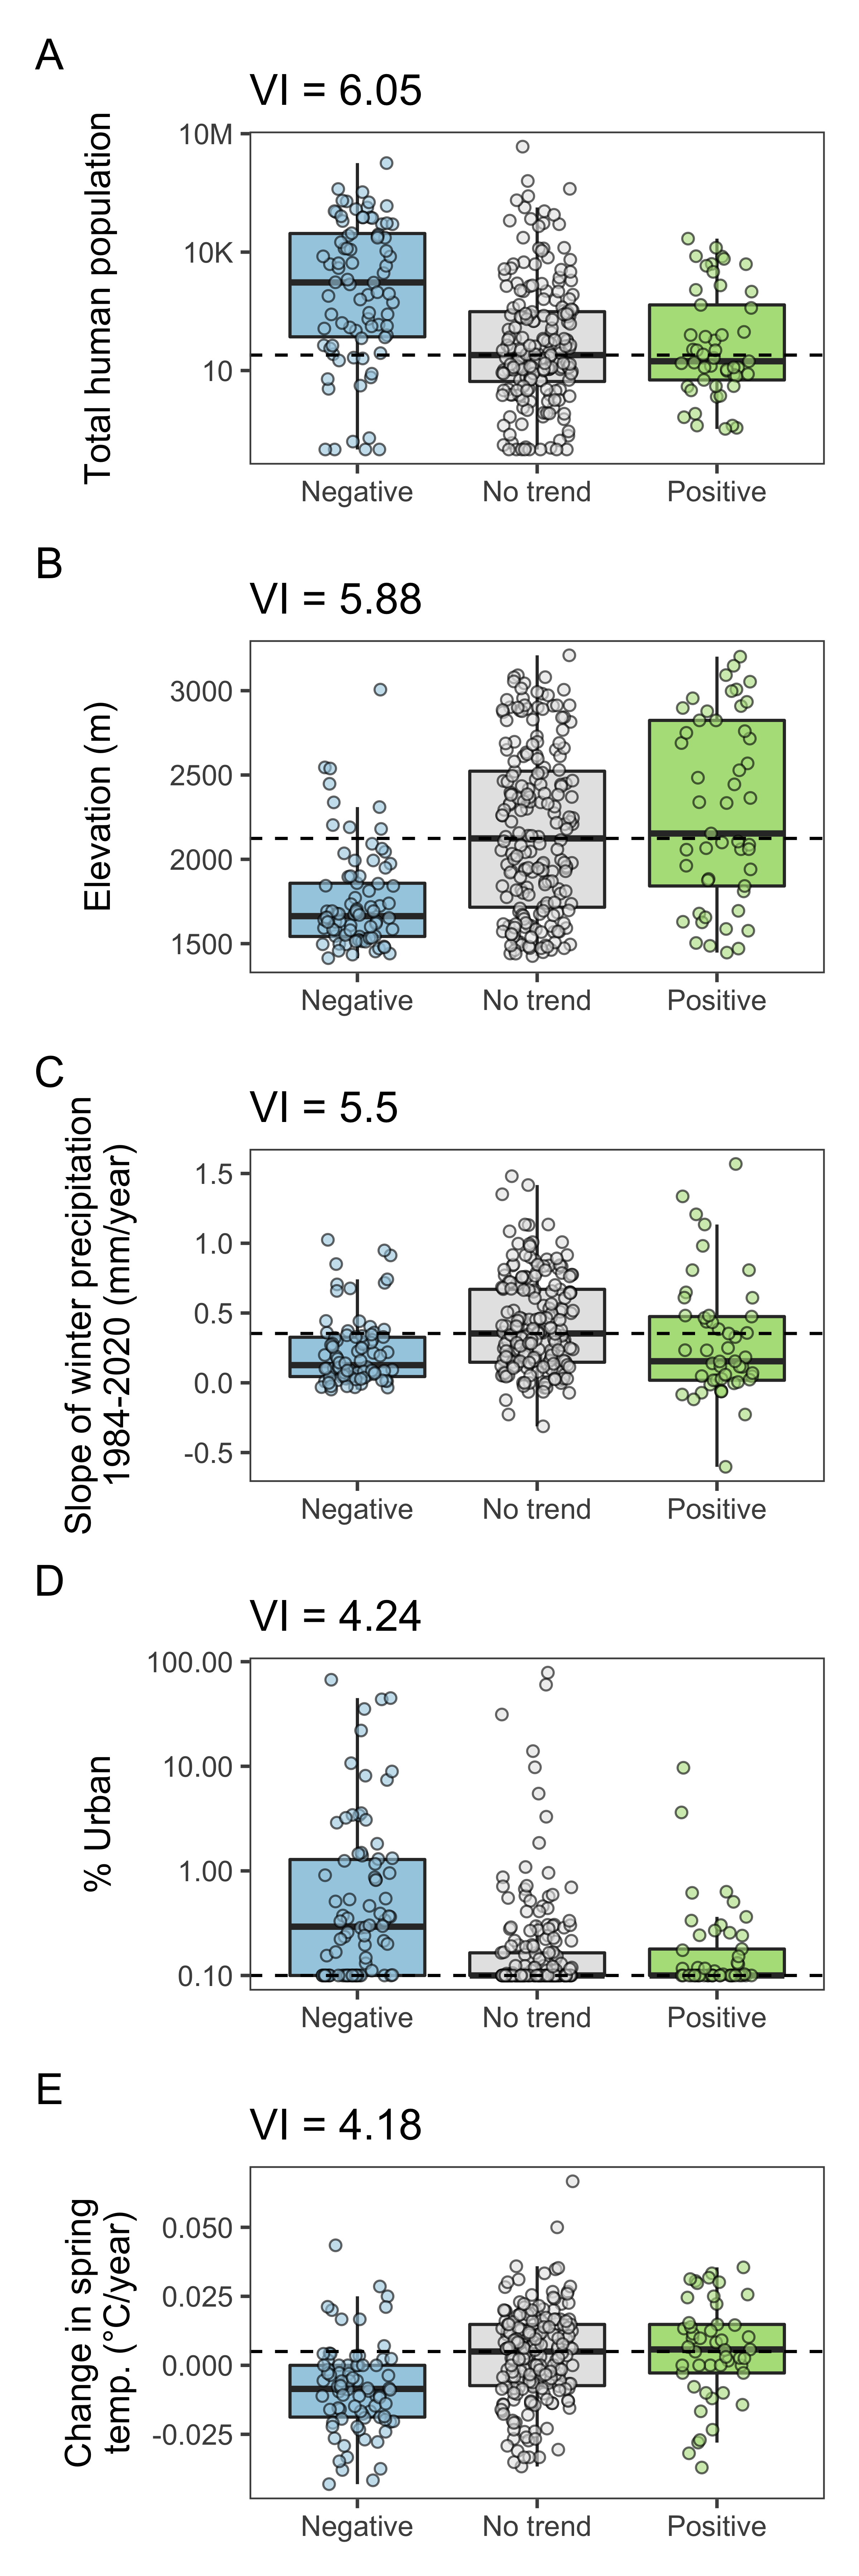 A
VI = 6.05
Total human population
10M
10K
10
Negative
No trend
Positive
B
VI = 5.88
Elevation (m)
3000
2500
2000
1500
Negative
No trend
Positive
C
VI = 5.5
Slope of winter precipitation
1984-2020 (mm/year)
1.5
1.0
0.5
0.0
-0.5
Negative
No trend
Positive
D
VI = 4.24
% Urban
100.00
10.00
1.00
0.10
Negative
No trend
Positive
E
VI = 4.18
Change in spring
temp. (°C/year)
0.050
0.025
0.000
-0.025
Negative
No trend
Positive